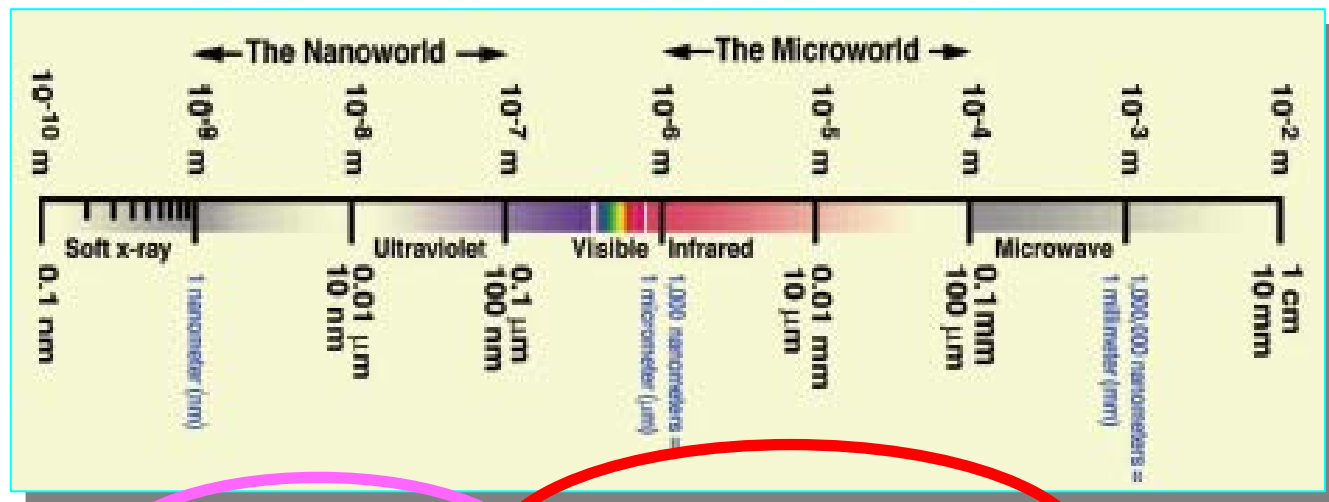 The Nanoworld
The Microworld
10-10 m
10-9 m
10-8 m
10-7 m
10-6 m
10-5 m
10-4 m
10-3 m
10-2 m
Soft x-ray
Ultraviolet
Visible
Infrared
Microwave
0.1 nm
1 nanometer (nm)
0.01 μm
10 nm
0.1 μm
100 nm
1,000 nanometers =
1 micrometer (μm)
0.01 mm
10 μm
0.1 mm
100 μm
1,000,000 nanometers =
1 millimeter (mm)
1 cm
10 mm